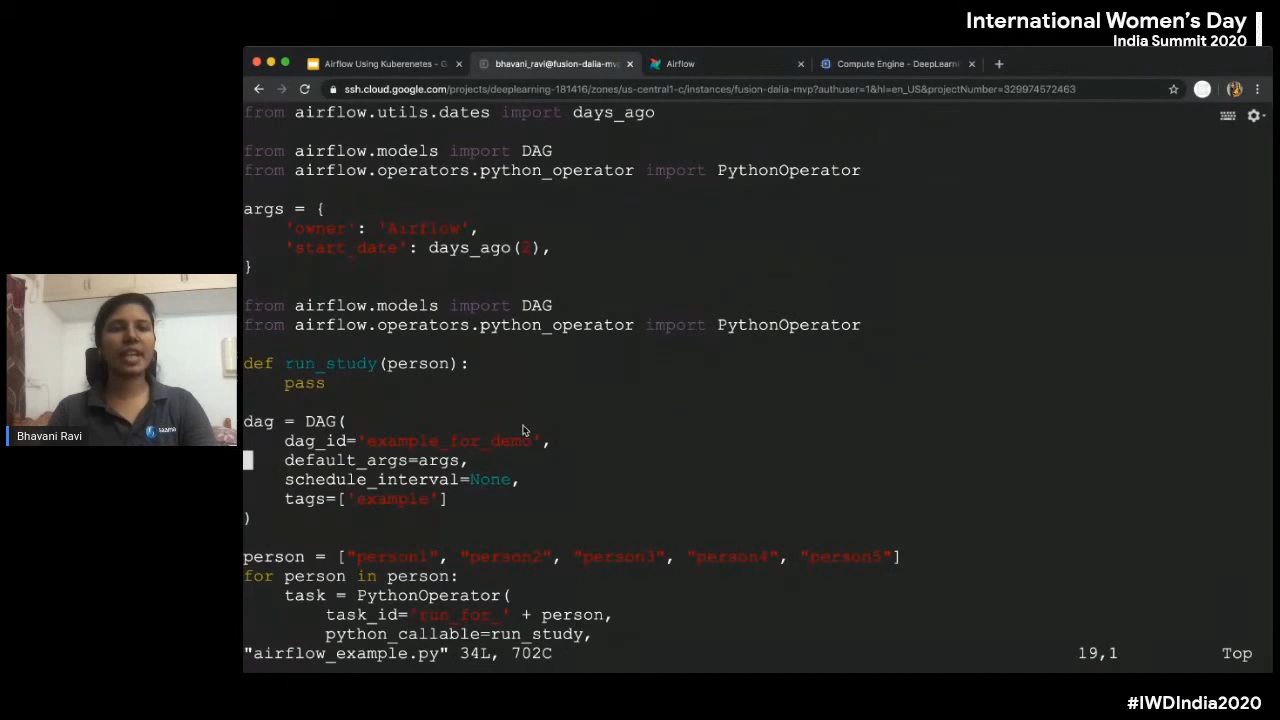 International Women's Day
India Summit 2020
Airflow Using Kuberenetes - G
bhavani_ravi@fusion-dalia-mvp
Airflow
Compute Engine - DeepLearni
ssh.cloud.google.com/projects/deeplearning-181416/zones/us-central1-c/instances/fusion-dalia-mvp?authuser=1&hl=en_US&projectNumber=329974572463
from airflow.utils.dates import days_ago
from airflow.models import DAG
from airflow.operators.python_operator import PythonOperator
args = {
'owner': 'Airflow',
'start_date': days_ago(2),
}
from airflow.models import DAG
from airflow.operators.python_operator import PythonOperator
def run_study(person):
pass
dag = DAG(
dag_id='example_for_demo',
default_args=args,
schedule_interval=None,
tags=['example']
)
person = ["person1", "person2", "person3", "person4", "person5"]
for person in person:
task = PythonOperator(
task_id='run_for_' + person,
python_callable=run_study,
"airflow_example.py" 34L, 702C 19,1 Top
saama
Bhavani Ravi
#IWDIndia2020